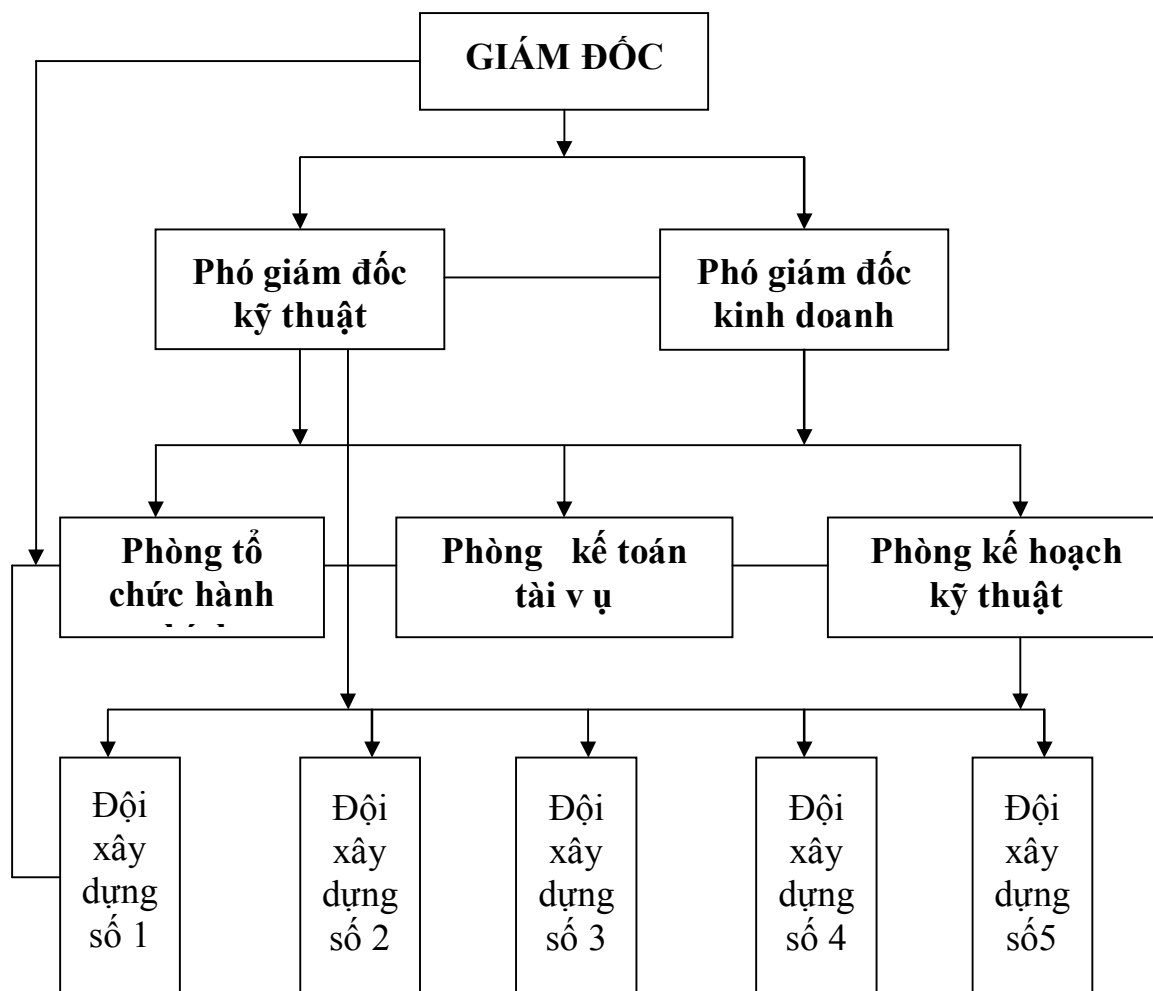 GIÁM ĐỐC
Phó giám đốc
kỹ thuật
Phó giám đốc
kinh doanh
Phòng tổ
chức hành
Phòng kế toán
tài v ụ
Phòng kế hoạch
kỹ thuật
Đội
xây
dựng
số 1
Đội
xây
dựng
số 2
Đội
xây
dựng
số 3
Đội
xây
dựng
số 4
Đội
xây
dựng
số5